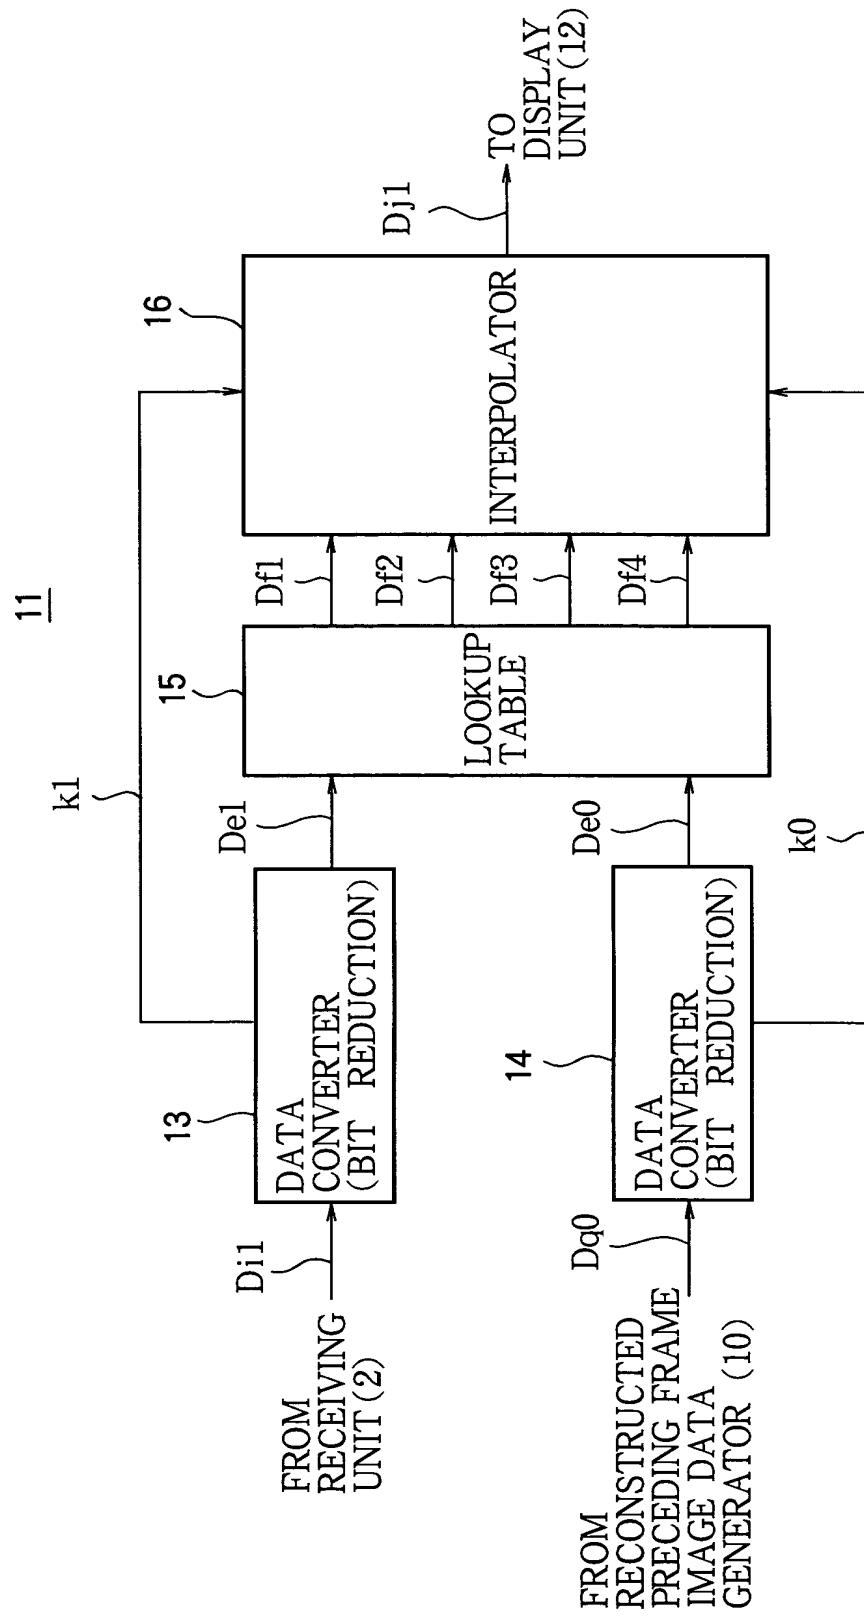 11
FROM
RECEIVING
UNIT (2)
Di1
13
DATA
CONVERTER
(BIT REDUCTION)
k1
De1
15
LOOKUP
TABLE
Df1
Df2
Df3
Df4
16
INTERPOLATOR
Dj1
TO
DISPLAY
UNIT (12)
FROM
RECONSTRUCTED
PRECEDING FRAME
IMAGE DATA
GENERATOR (10)
Dq0
14
DATA
CONVERTER
(BIT REDUCTION)
De0
k0